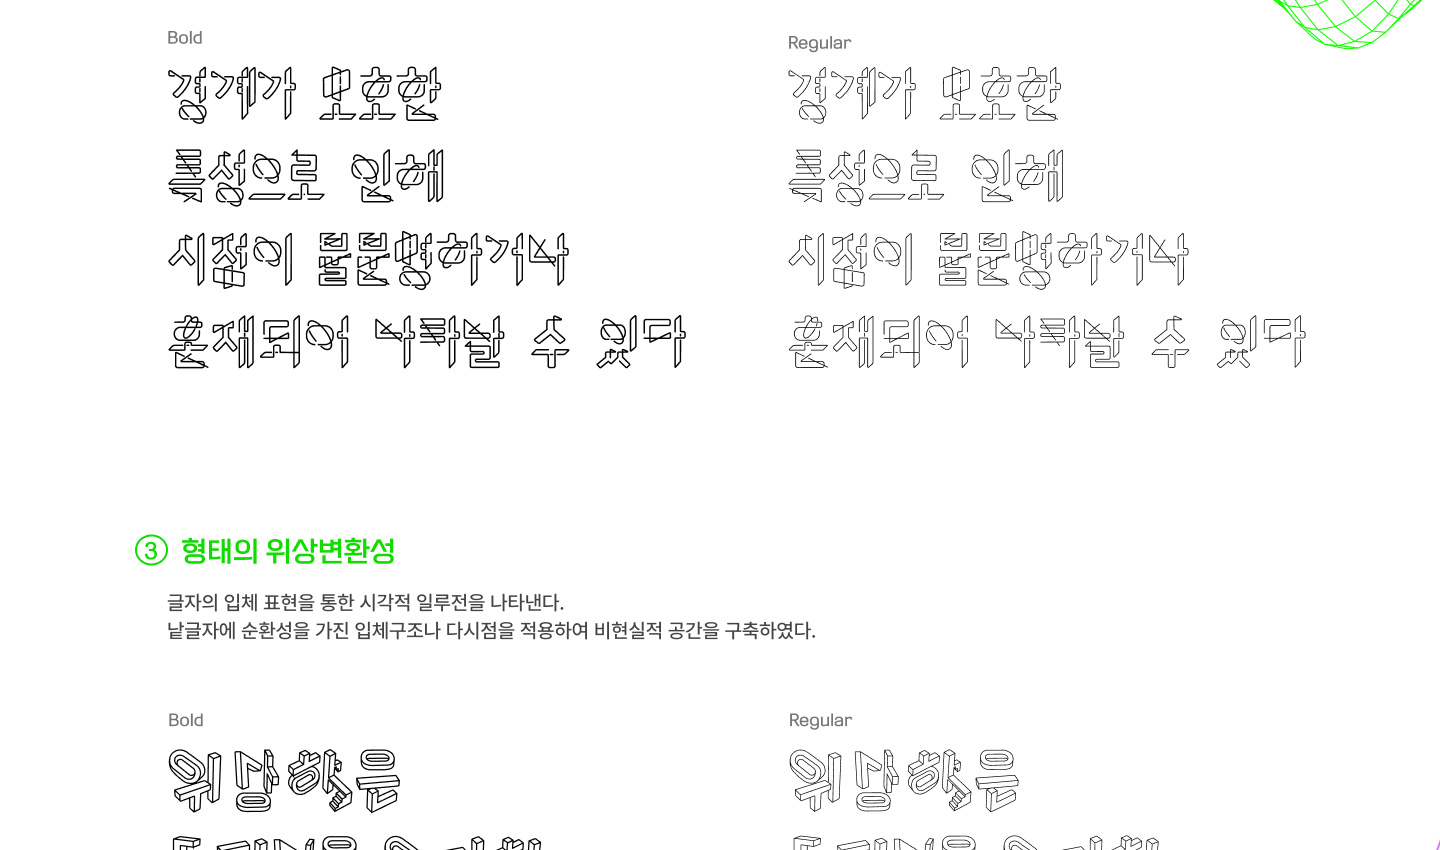 Bold
Regular
경계가 모호한
경계가 모호한
특성으로 인해
특성으로 인해
시점이 불분명하거나
시점이 불분명하거나
혼재되어 나타날 수 있다
혼재되어 나타날 수 있다
③ 형태의 위상변환성
글자의 입체 표현을 통한 시각적 일루전을 나타낸다.
낱글자에 순환성을 가진 입체구조나 다시점을 적용하여 비현실적 공간을 구축하였다.
Bold
Regular
위상학은
위상학은